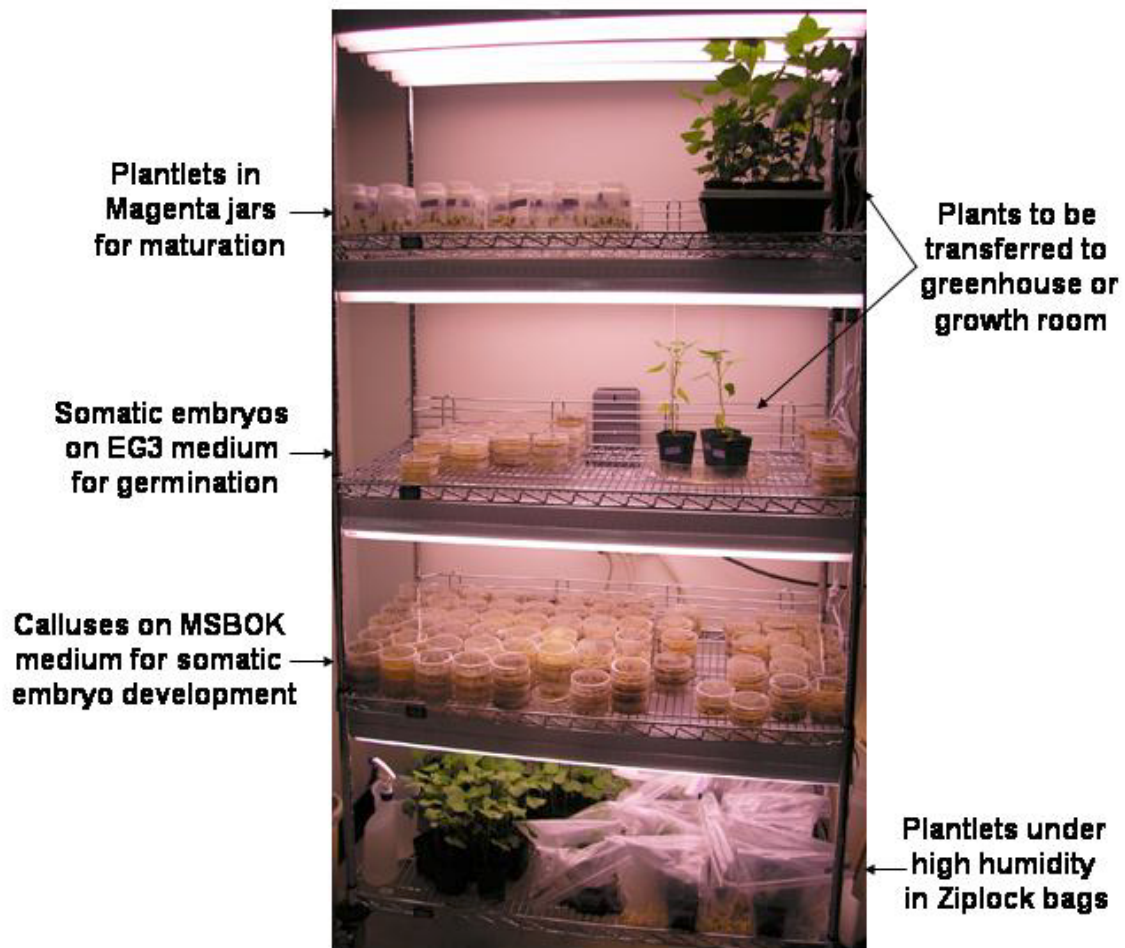 Plantlets in
Magenta jars
for maturation
Plants to be
transferred to
greenhouse or
growth room
Somatic embryos
on EG3 medium
for germination
Calluses on MSBOK
medium for somatic
embryo development
Plantlets under
high humidity
in Ziplock bags